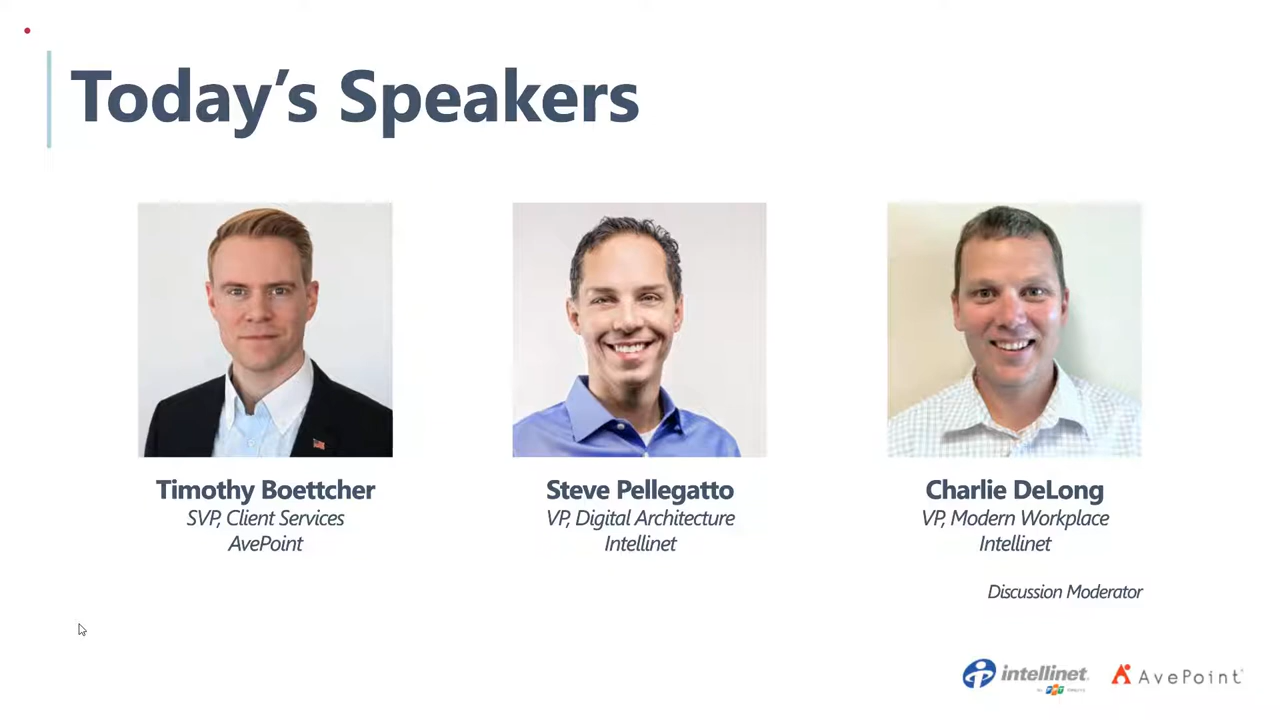 Today's Speakers
Timothy Boettcher
SVP, Client Services
AvePoint
Steve Pellegatto
VP, Digital Architecture
Intellinet
Charlie DeLong
VP, Modern Workplace
Intellinet
Discussion Moderator
intellinet
AvePoint